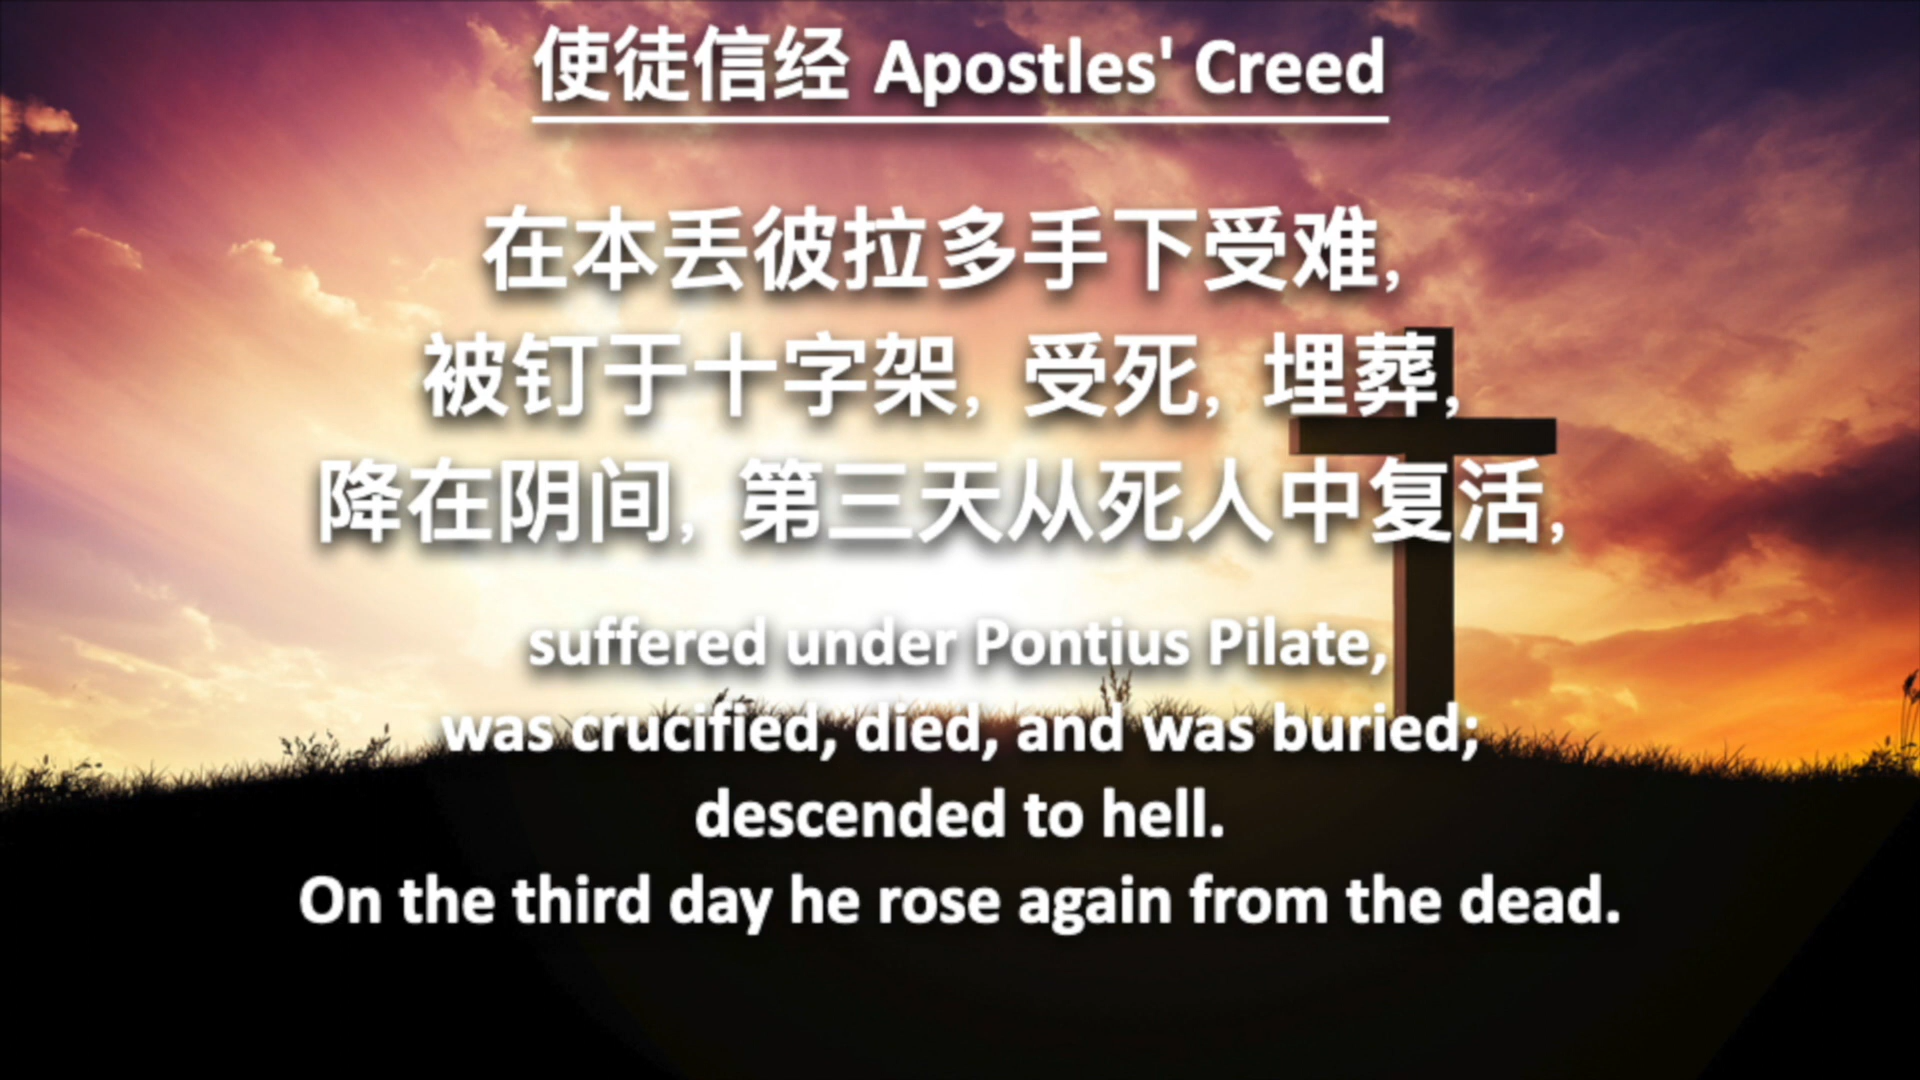 使徒信经 Apostles' Creed
在本丢彼拉多手下受难,
被钉于十字架, 受死, 埋葬,
降在阴间, 第三天从死人中复活,
suffered under Pontius Pilate,
was crucified, died, and was buried;
descended to hell.
On the third day he rose again from the dead.